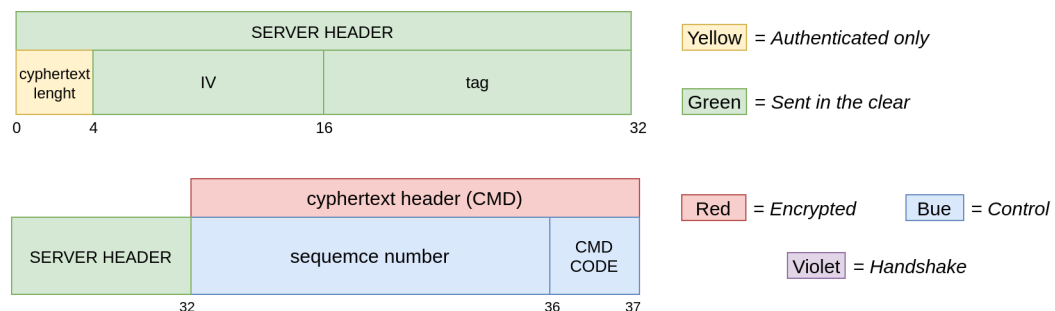 SERVER HEADER
cyphertext
lenght
IV
tag
0
4
16
32
Yellow = Authenticated only
Green = Sent in the clear
cyphertext header (CMD)
SERVER HEADER
sequemce number
CMD
CODE
32
36
37
Red = Encrypted
Bue = Control
Violet = Handshake